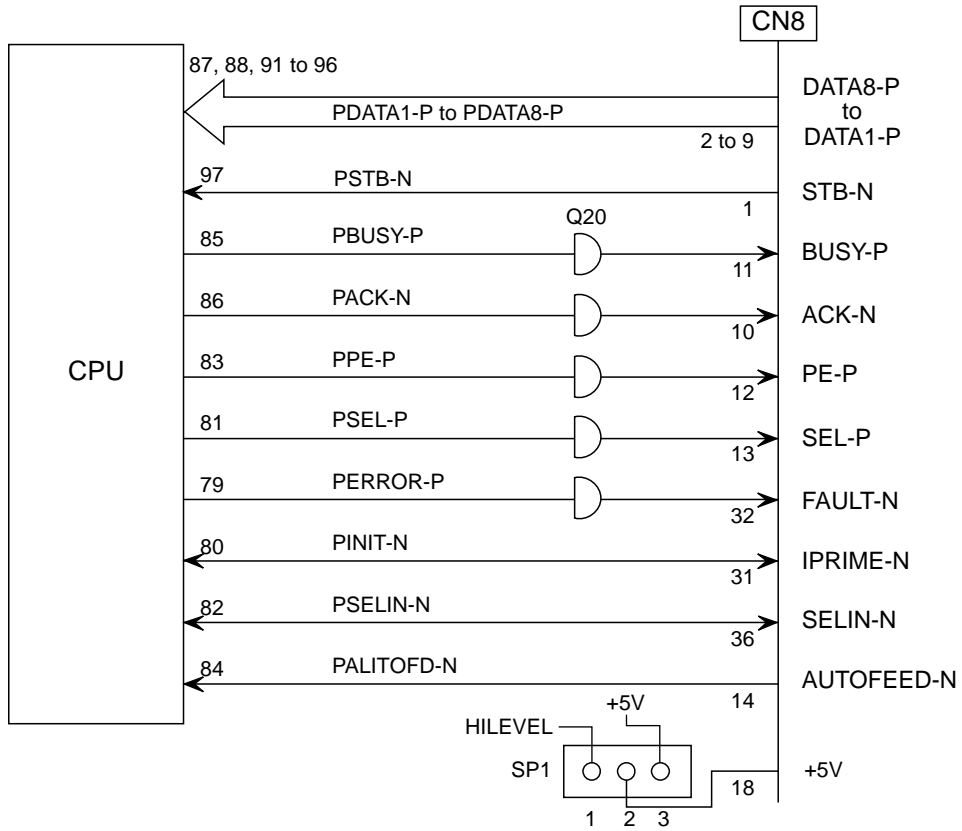 CN8
87, 88, 91 to 96
DATA8-P
to
DATA1-P
PDATA1-P to PDATA8-P
2 to 9
97
PSTB-N
1
STB-N
Q20
85
PBUSY-P
11
BUSY-P
86
PACK-N
10
ACK-N
CPU
83
PPE-P
12
PE-P
81
PSEL-P
13
SEL-P
79
PERROR-P
32
FAULT-N
80
PINIT-N
31
IPRIME-N
82
PSELIN-N
36
SELIN-N
84
PALITOFD-N
14
AUTOFEED-N
+5V
HILEVEL
SP1
18
+5V
1 2 3